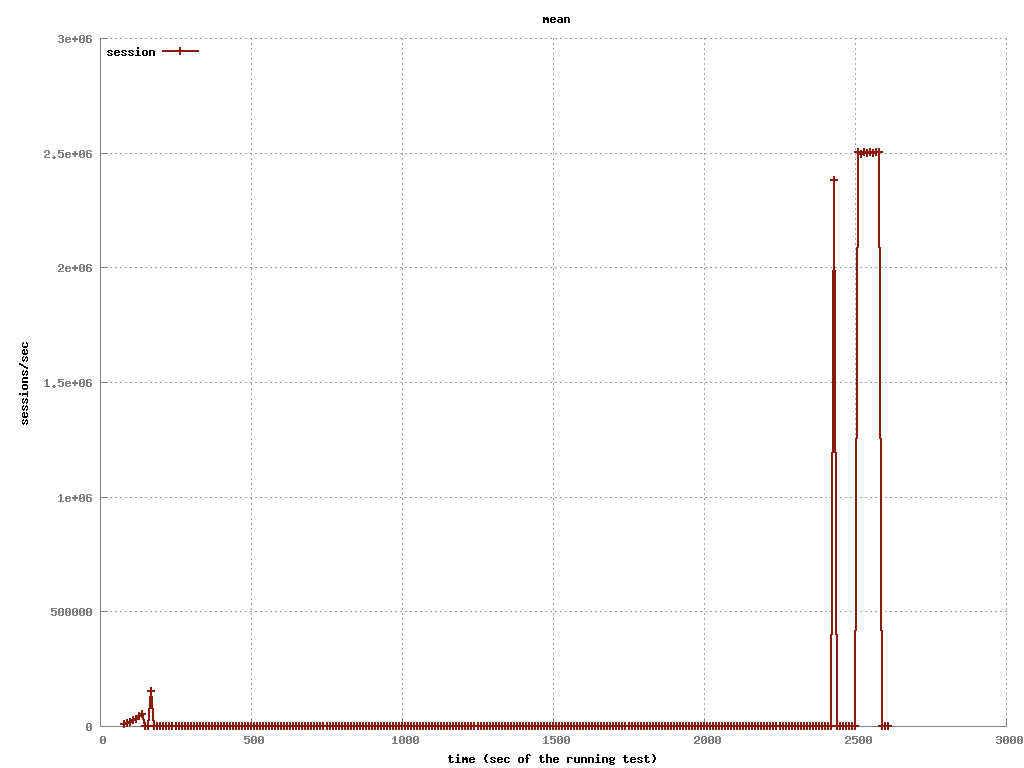 mean
3e+06
session
2.5e+06
2e+06
1.5e+06
1e+06
500000
0
sessions/sec
0 500 1000 1500 2000 2500 3000
time (sec of the running test)